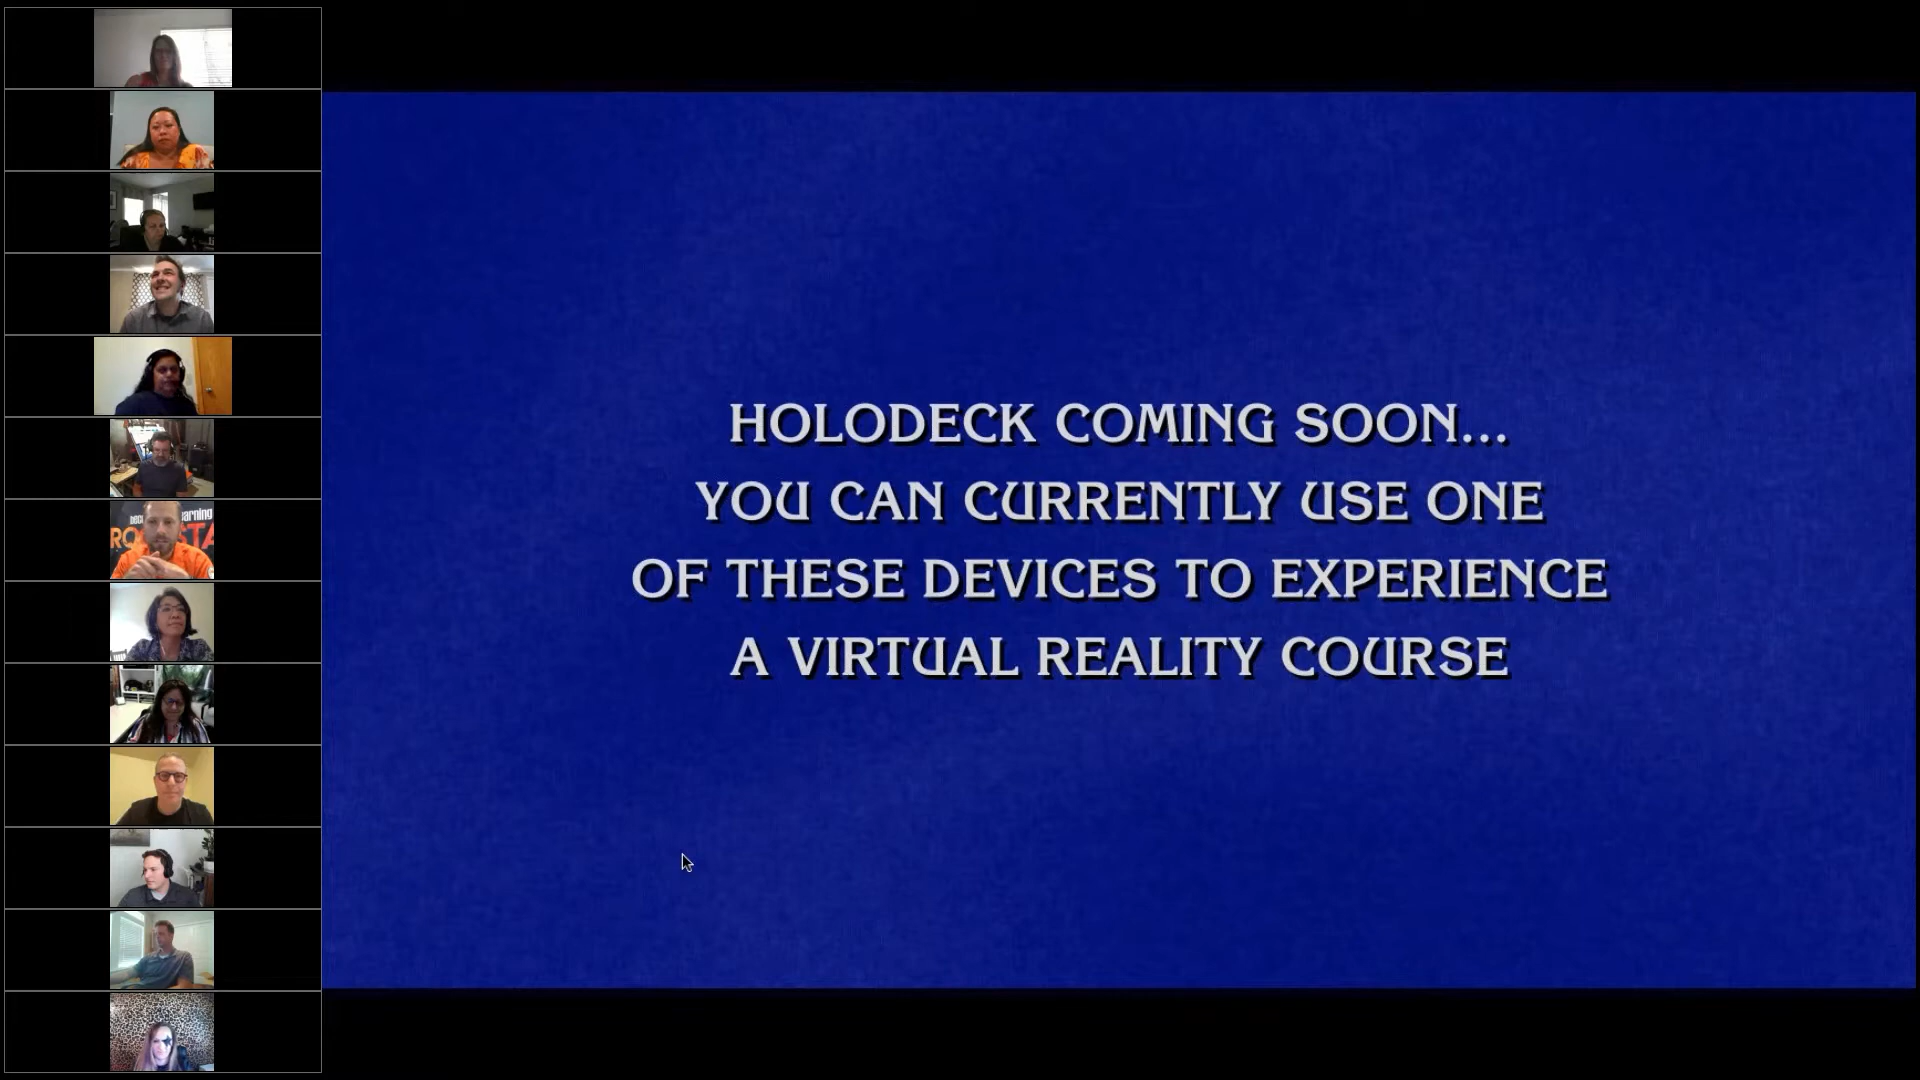 HOLODECK COMING SOON...
YOU CAN CURRENTLY USE ONE
OF THESE DEVICES TO EXPERIENCE
A VIRTUAL REALITY COURSE